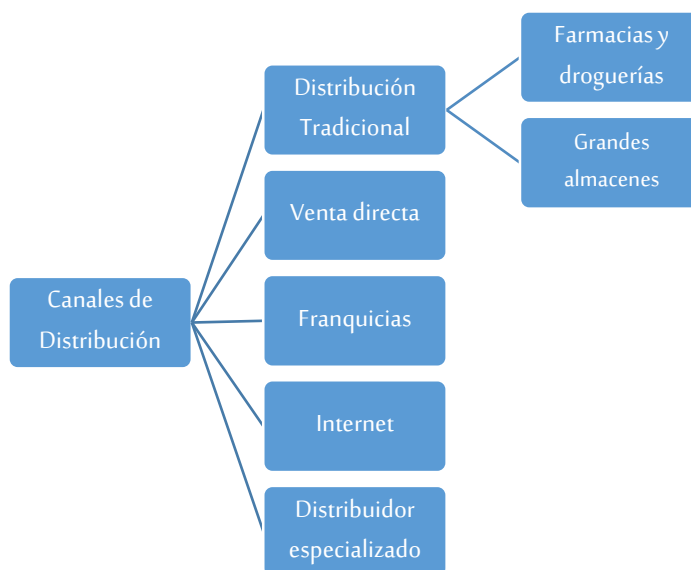 Canales de
Distribución
Distribución
Tradicional
Farmacias y
droguerías
Grandes
almacenes
Venta directa
Franquicias
Internet
Distribuidor
especializado